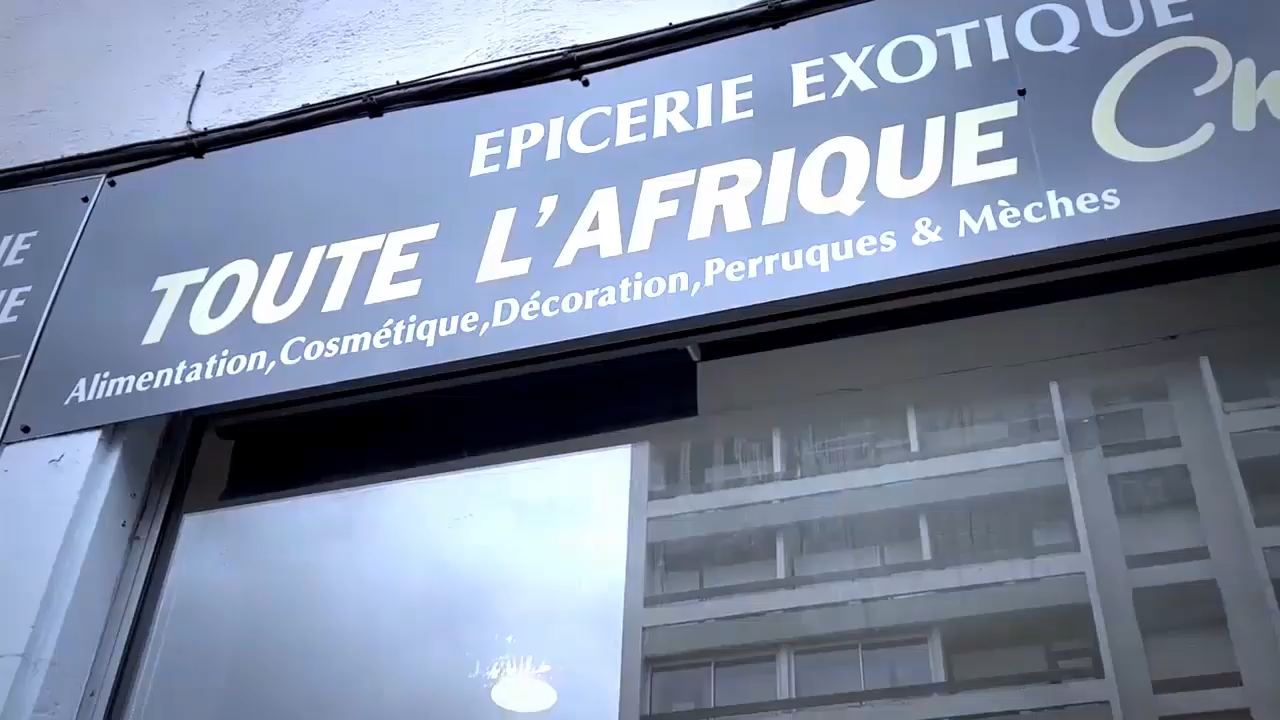 EPICERIE EXOTIQUE
TOUTE L'AFRIQUE
Alimentation,Cosmétique,Décoration,Perruques & Mèches